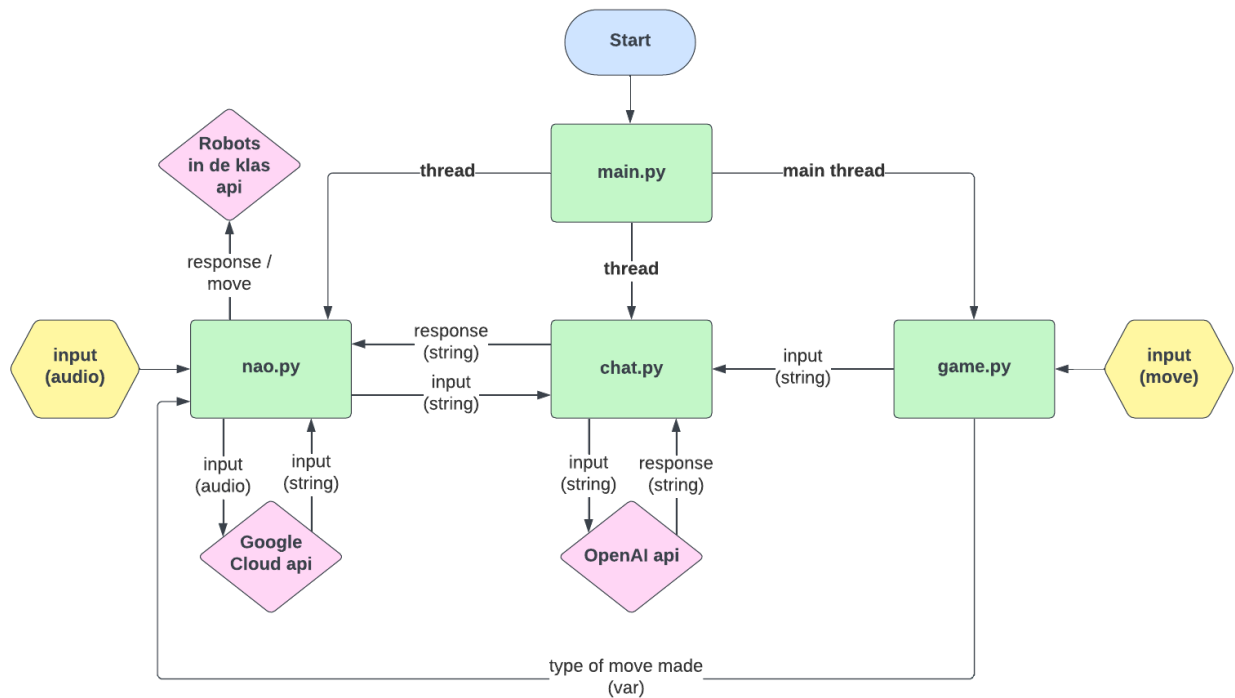 Start
Robots
in de klas
api
thread
main.py
main thread
thread
response /
move
input
(audio)
nao.py
response
(string)
input
(string)
chat.py
input
(string)
game.py
input
(move)
input
(audio)
input
(string)
input
(string)
response
(string)
Google
Cloud api
OpenAI api
type of move made
(var)